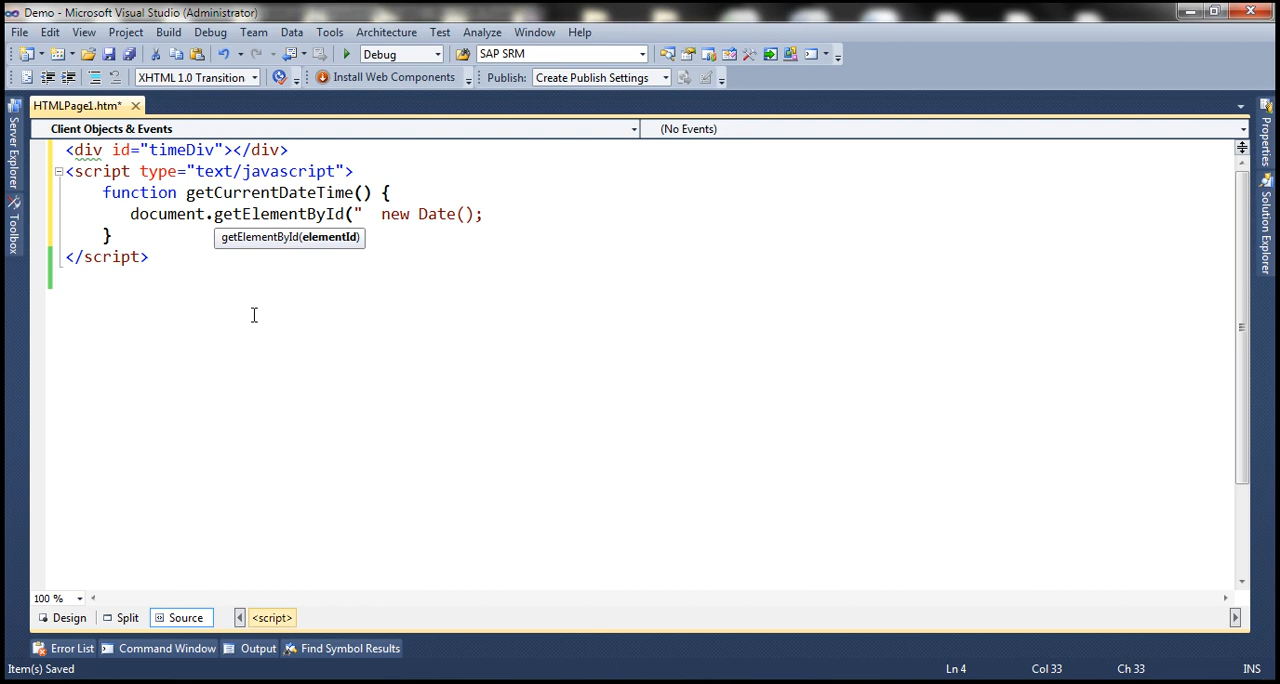 Demo - Microsoft Visual Studio (Administrator)
File Edit View Project Build Debug Team Data Tools Architecture Test Analyze Window Help
Debug SAP SRM
XHTML 1.0 Transition Install Web Components Publish: Create Publish Settings
HTMLPage1.htm*
Client Objects & Events (No Events)
<div id="timeDiv"></div>
<script type="text/javascript">
function getCurrentDateTime() {
document.getElementById("  new Date();
}
getElementById(elementId)
</script>
Server Explorer
Toolbox
Properties
Solution Explorer
100 %
Design Split Source <script>
Error List Command Window Output Find Symbol Results
Item(s) Saved Ln 4 Col 33 Ch 33 INS